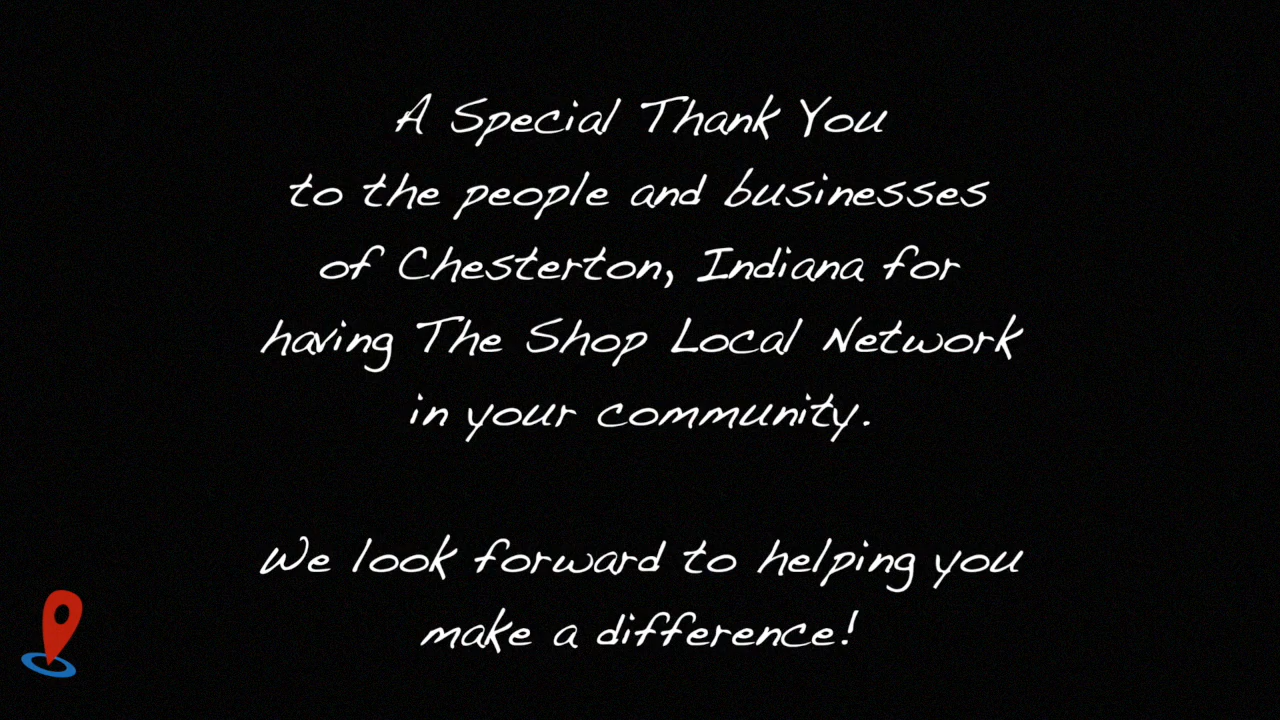 A Special Thank You
to the people and businesses
of Chesterton, Indiana for
having The Shop Local Network
in your community.
We look forward to helping you
make a difference!